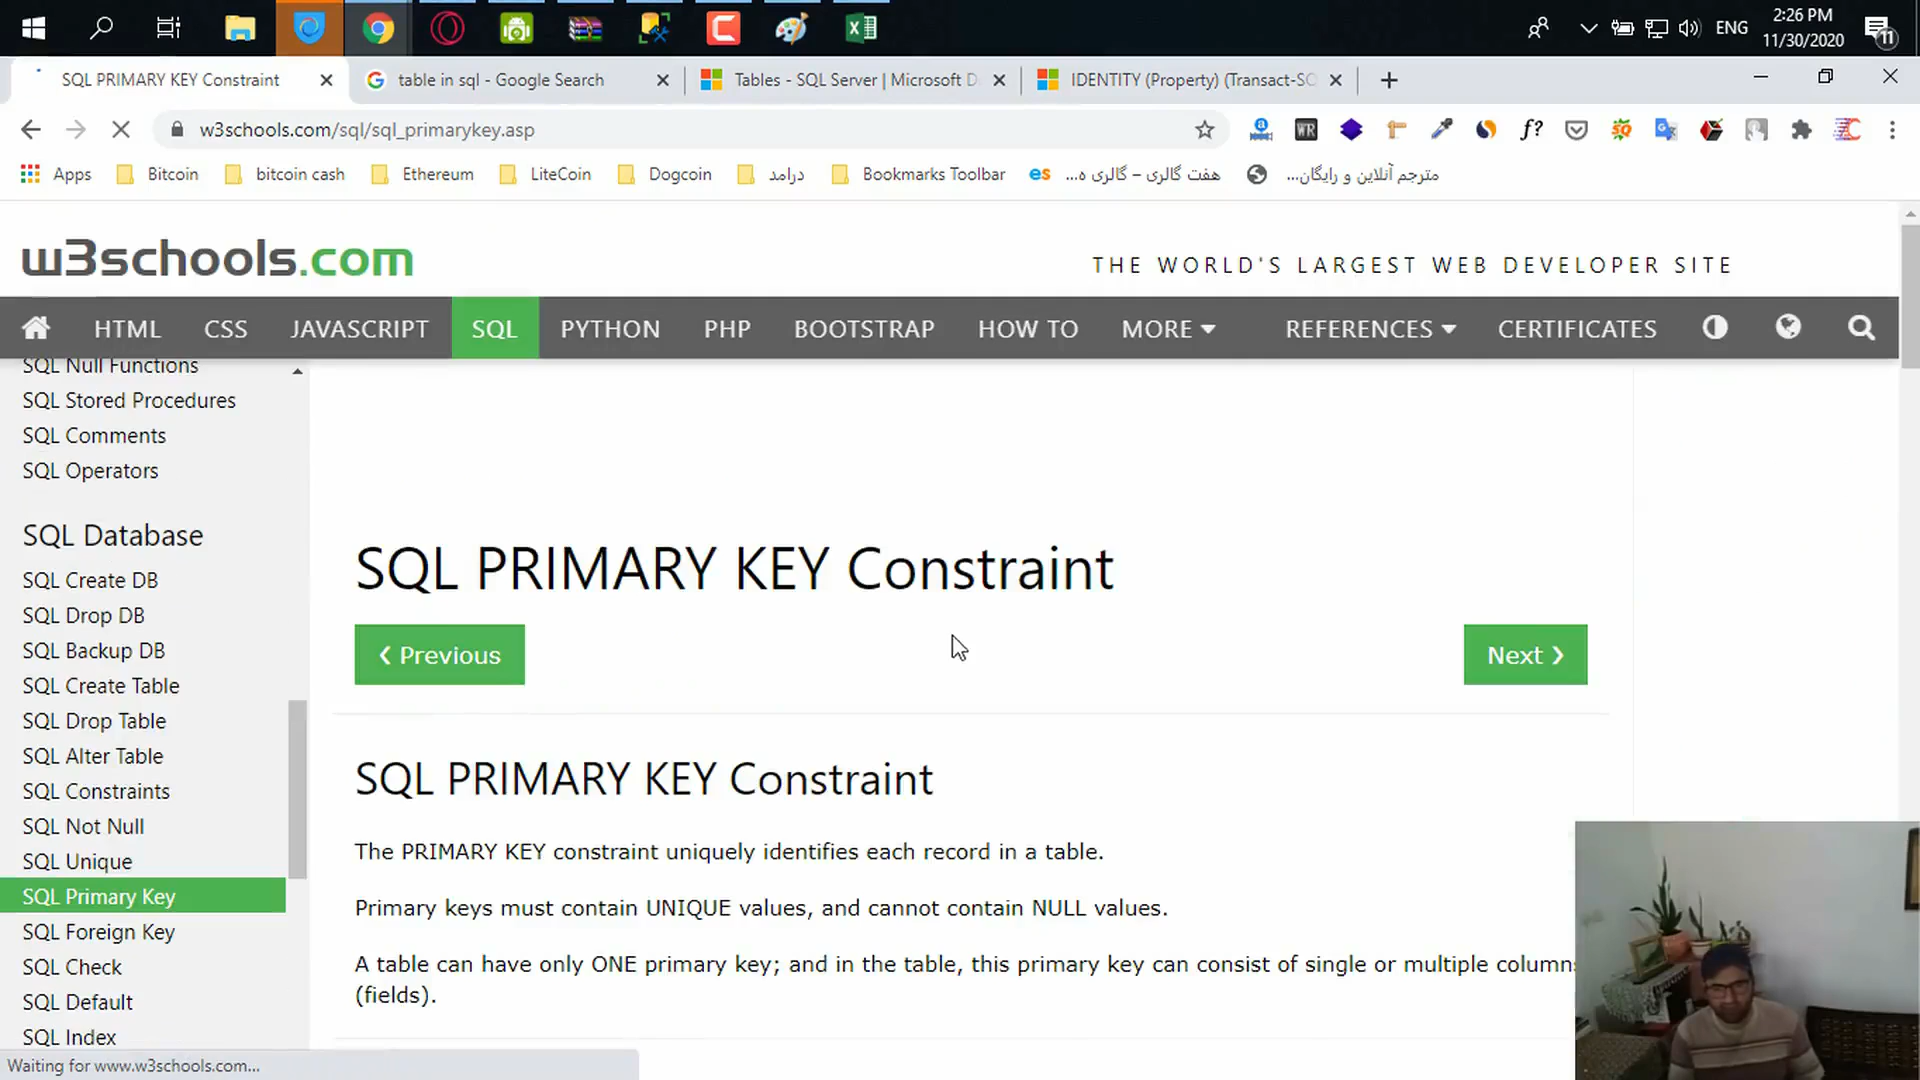 ENG
2:26 PM
11/30/2020
11
SQL PRIMARY KEY Constraint
table in sql - Google Search
Tables - SQL Server | Microsoft D
IDENTITY (Property) (Transact-SQ
w3schools.com/sql/sql_primarykey.asp
Apps
Bitcoin
bitcoin cash
Ethereum
LiteCoin
Dogcoin
درامد
Bookmarks Toolbar
es
هفت گالری – گالری ه...
مترجم آنلاین و رایگان...
w3schools.com
THE WORLD'S LARGEST WEB DEVELOPER SITE
HTML
CSS
JAVASCRIPT
SQL
PYTHON
PHP
BOOTSTRAP
HOW TO
MORE
REFERENCES
CERTIFICATES
SQL Null Functions
SQL Stored Procedures
SQL Comments
SQL Operators
SQL Database
SQL Create DB
SQL Drop DB
SQL Backup DB
SQL Create Table
SQL Drop Table
SQL Alter Table
SQL Constraints
SQL Not Null
SQL Unique
SQL Primary Key
SQL Foreign Key
SQL Check
SQL Default
SQL Index
SQL PRIMARY KEY Constraint
❮ Previous
Next ❯
SQL PRIMARY KEY Constraint
The PRIMARY KEY constraint uniquely identifies each record in a table.
Primary keys must contain UNIQUE values, and cannot contain NULL values.
A table can have only ONE primary key; and in the table, this primary key can consist of single or multiple columns
(fields).
Waiting for www.w3schools.com...